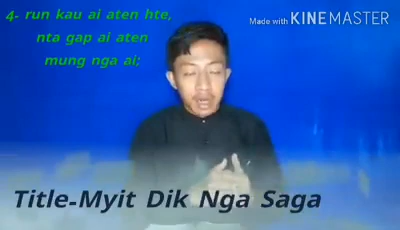 4- run kau ai aten hte,
nta gap ai aten
mung nga ai;
Made with KINEMASTER
Title-Myit Dik Nga Saga